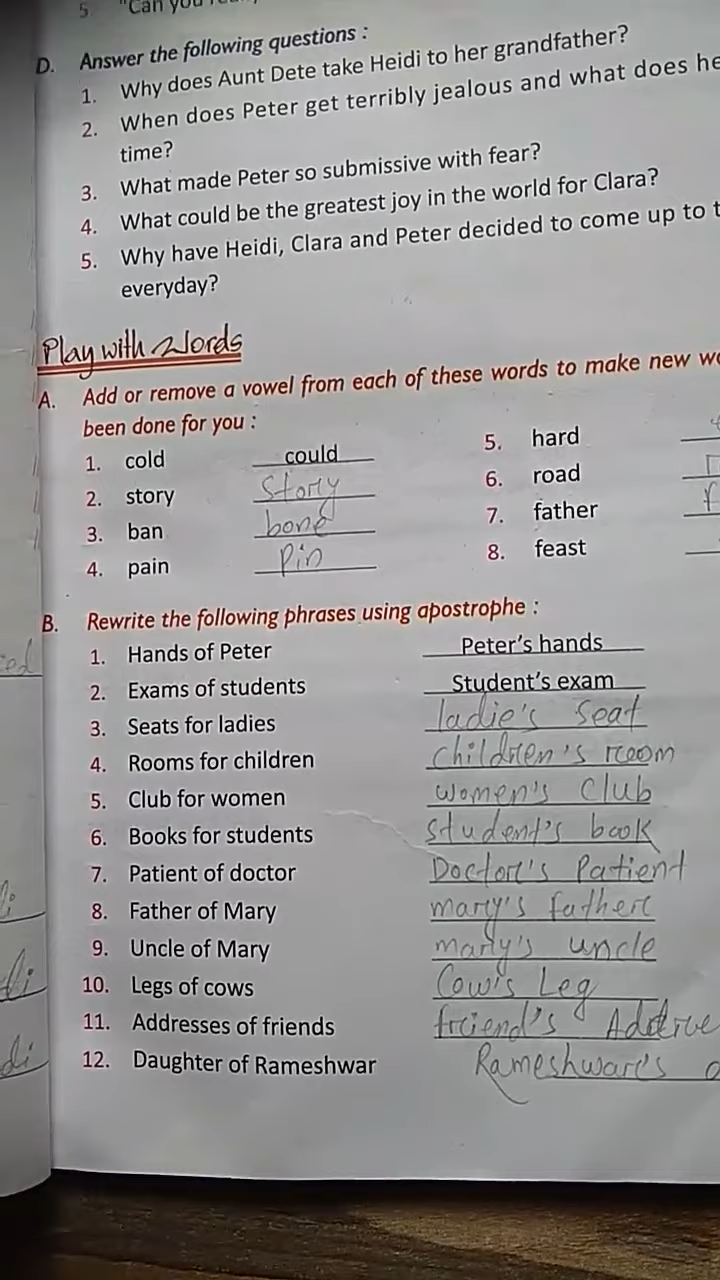 5. "Can you
D. Answer the following questions :
1. Why does Aunt Dete take Heidi to her grandfather?
2. When does Peter get terribly jealous and what does he
time?
3. What made Peter so submissive with fear?
4. What could be the greatest joy in the world for Clara?
5. Why have Heidi, Clara and Peter decided to come up to t
everyday?
Play with Words
A. Add or remove a vowel from each of these words to make new wo
been done for you :
1. cold could 5. hard
2. story Story 6. road
3. ban bone 7. father
4. pain Pin 8. feast
B. Rewrite the following phrases using apostrophe :
1. Hands of Peter Peter's hands
2. Exams of students Student's exam
3. Seats for ladies ladie's seat
4. Rooms for children children's room
5. Club for women women's Club
6. Books for students student's book
7. Patient of doctor Doctor's Patient
8. Father of Mary mary's father
9. Uncle of Mary mary's uncle
10. Legs of cows Cow's Leg
11. Addresses of friends friend's
12. Daughter of Rameshwar Rameshwar's